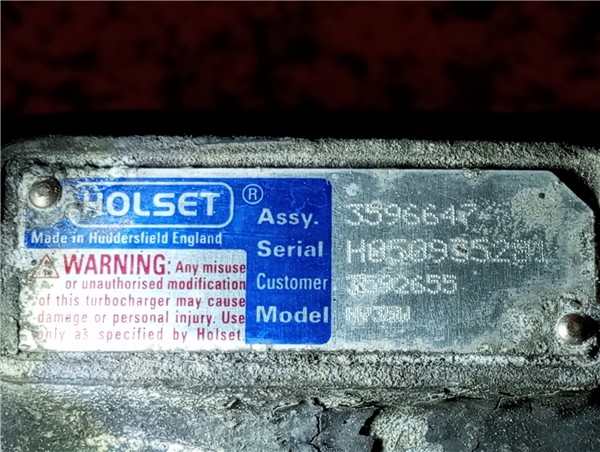 HOLSET ®
Made in Huddersfield England
WARNING: Any misuse
or unauthorised modification
of this turbocharger may cause
damage or personal injury. Use
only as specified by Holset.
Assy. 3596647
Serial
Customer
Model